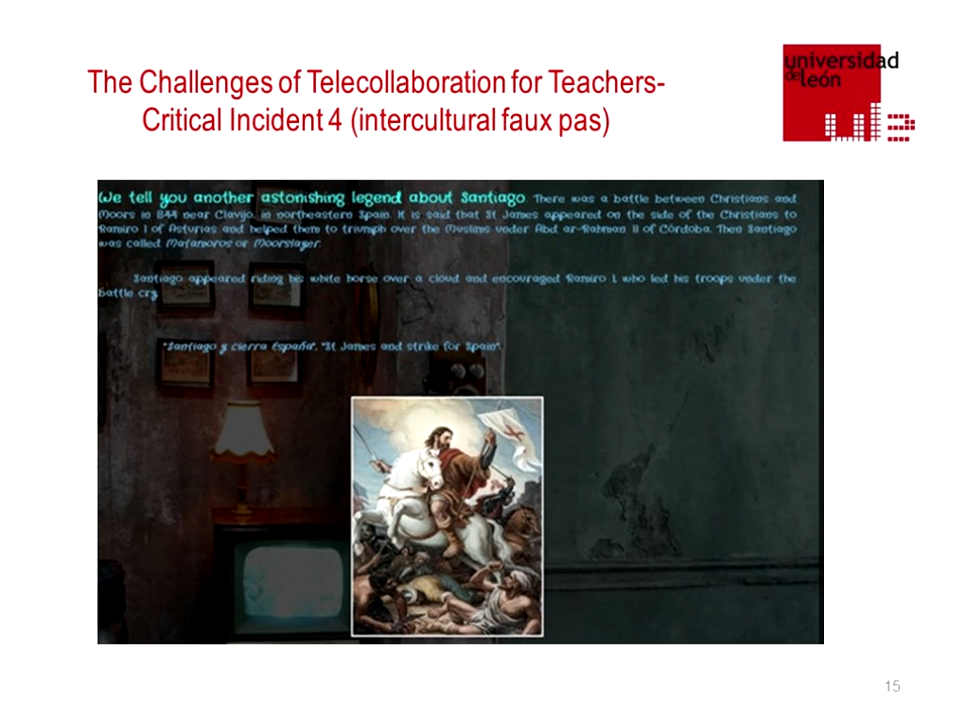 The Challenges of Telecollaboration for Teachers-
Critical Incident 4 (intercultural faux pas)
universidad
de león
ule
We tell you another astonishing legend about Santiago. There was a battle between Christians and
Moors in 844 near Clavijo, in northeastern Spain. It is said that St James appeared on the side of the Christians to
Ramiro I of Asturias and helped them to triumph over the Muslims under Abd ar-Rahman II of Córdoba. Then Santiago
was called Matamoros or Moorslayer.
Santiago appeared riding his white horse over a cloud and encouraged Ramiro I, who led his troops under the
battle cry
"Santiago y cierra España", "St James and strike for Spain".
15